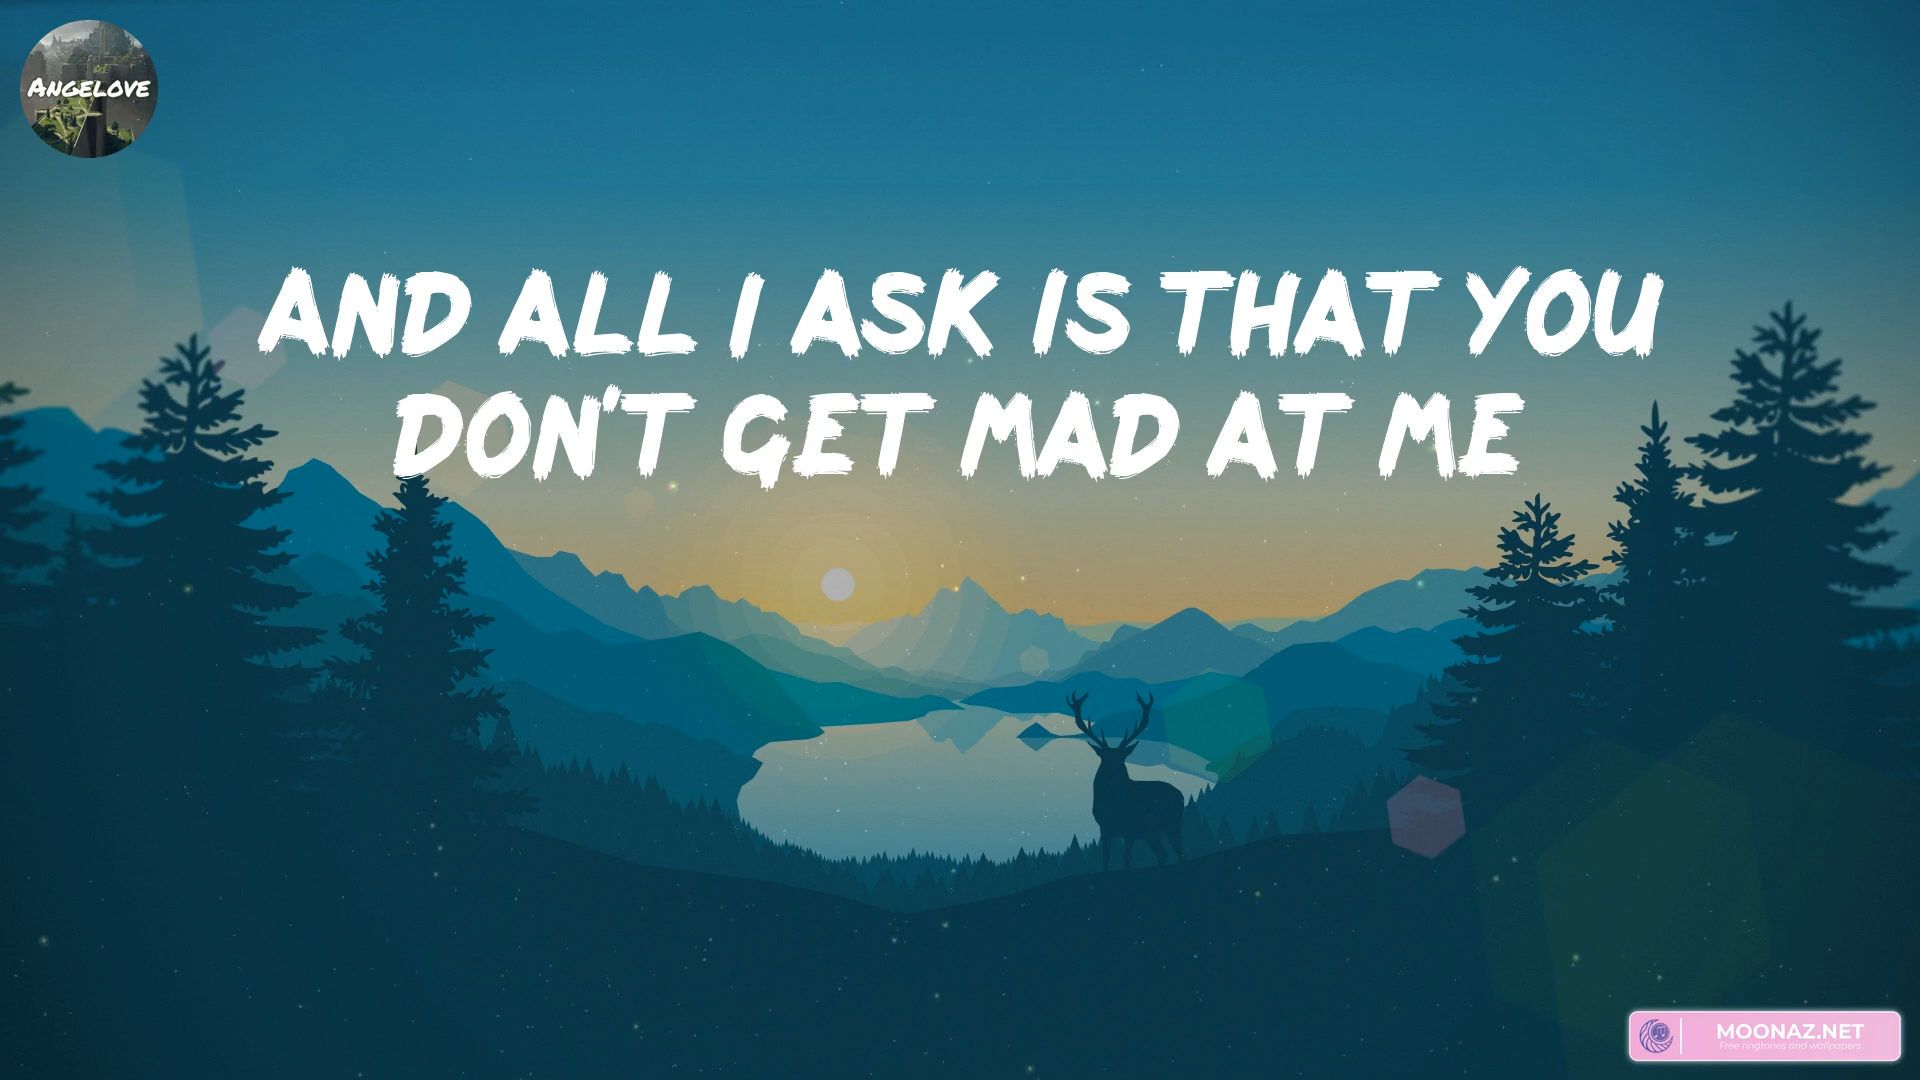 ANGELOVE
AND ALL I ASK IS THAT YOU
DON'T GET MAD AT ME
MOONAZ.NET
Free ringtones and wallpapers